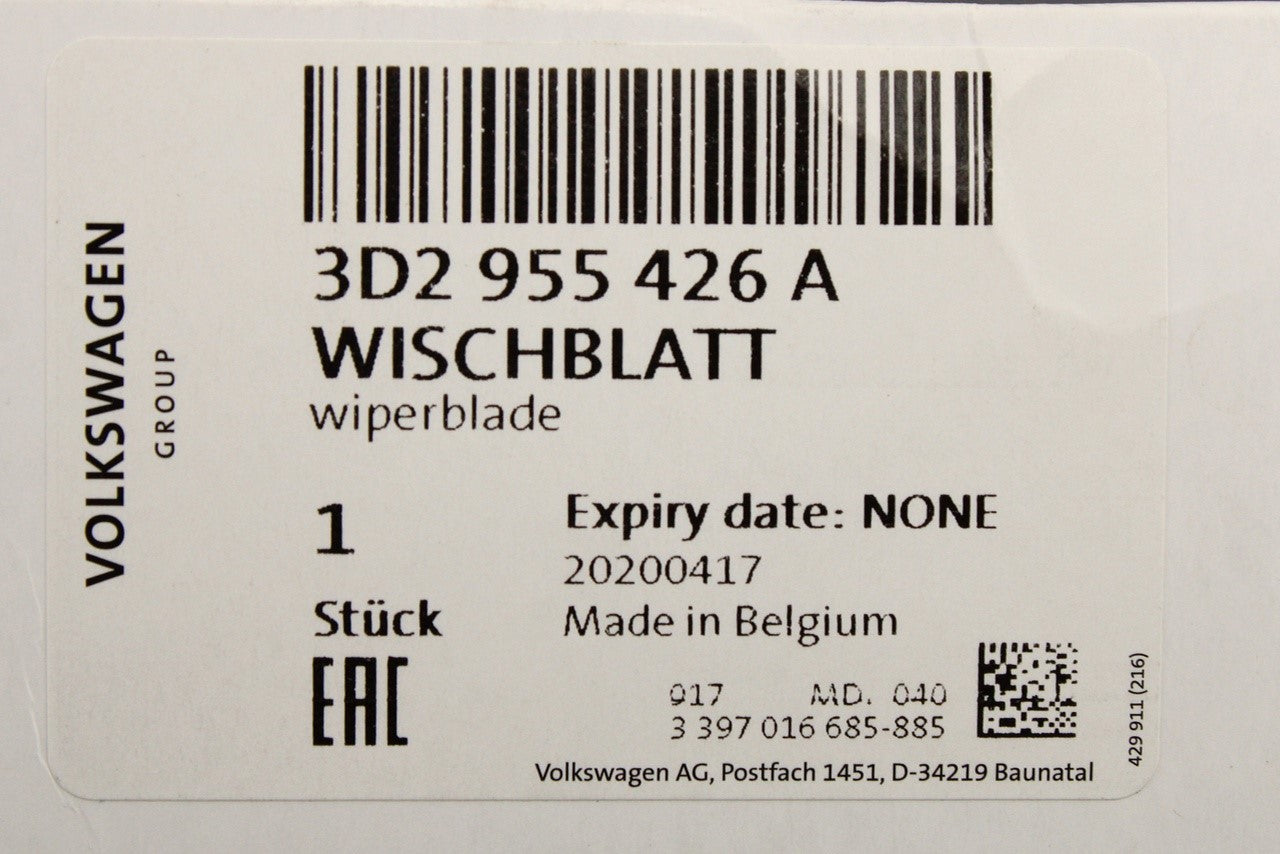 VOLKSWAGEN
GROUP
3D2 955 426 A
WISCHBLATT
wiperblade
1
Stück
EAC
Expiry date: NONE
20200417
Made in Belgium
017 MD. 040
3 397 016 685-885
Volkswagen AG, Postfach 1451, D-34219 Baunatal
429 911 (216)